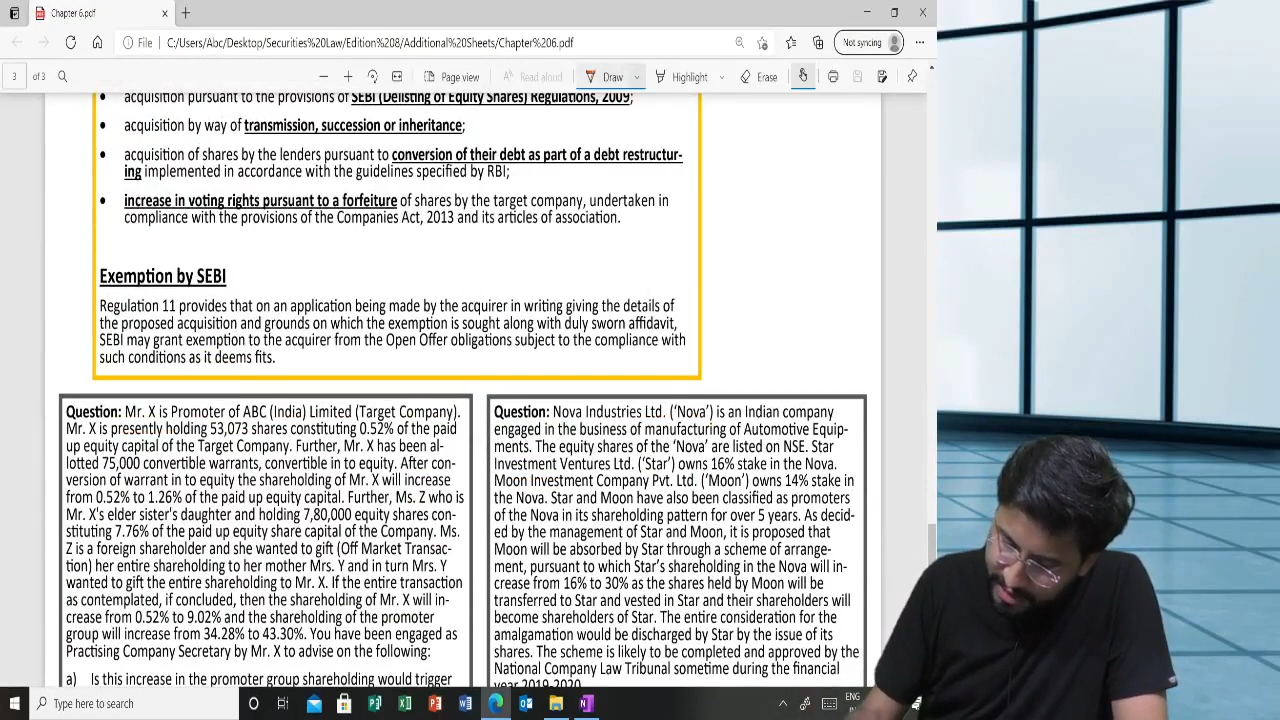 Chapter 6.pdf
File
C:/Users/Abc/Desktop/Securities%20Law/Edition%208/Additional%20Sheets/Chapter%206.pdf
Not syncing
3 of 3
Page view
Read aloud
Draw
Highlight
Erase
acquisition pursuant to the provisions of SEBI (Delisting of Equity Shares) Regulations, 2009;
acquisition by way of transmission, succession or inheritance;
acquisition of shares by the lenders pursuant to conversion of their debt as part of a debt restructur-
ing implemented in accordance with the guidelines specified by RBI;
increase in voting rights pursuant to a forfeiture of shares by the target company, undertaken in
compliance with the provisions of the Companies Act, 2013 and its articles of association.
Exemption by SEBI
Regulation 11 provides that on an application being made by the acquirer in writing giving the details of
the proposed acquisition and grounds on which the exemption is sought along with duly sworn affidavit,
SEBI may grant exemption to the acquirer from the Open Offer obligations subject to the compliance with
such conditions as it deems fits.
Question: Mr. X is Promoter of ABC (India) Limited (Target Company).
Mr. X is presently holding 53,073 shares constituting 0.52% of the paid
up equity capital of the Target Company. Further, Mr. X has been al-
lotted 75,000 convertible warrants, convertible in to equity. After con-
version of warrant in to equity the shareholding of Mr. X will increase
from 0.52% to 1.26% of the paid up equity capital. Further, Ms. Z who is
Mr. X's elder sister's daughter and holding 7,80,000 equity shares con-
stituting 7.76% of the paid up equity share capital of the Company. Ms.
Z is a foreign shareholder and she wanted to gift (Off Market Transac-
tion) her entire shareholding to her mother Mrs. Y and in turn Mrs. Y
wanted to gift the entire shareholding to Mr. X. If the entire transaction
as contemplated, if concluded, then the shareholding of Mr. X will in-
crease from 0.52% to 9.02% and the shareholding of the promoter
group will increase from 34.28% to 43.30%. You have been engaged as
Practising Company Secretary by Mr. X to advise on the following:
a) Is this increase in the promoter group shareholding would trigger
Question: Nova Industries Ltd. ('Nova') is an Indian company
engaged in the business of manufacturing of Automotive Equip-
ments. The equity shares of the 'Nova' are listed on NSE. Star
Investment Ventures Ltd. ('Star') owns 16% stake in the Nova.
Moon Investment Company Pvt. Ltd. ('Moon') owns 14% stake
in the Nova. Star and Moon have also been classified as promoters
of the Nova in its shareholding pattern for over 5 years. As decid-
ed by the management of Star and Moon, it is proposed that
Moon will be absorbed by Star through a scheme of arrange-
ment, pursuant to which Star's shareholding in the Nova will in-
crease from 16% to 30% as the shares held by Moon will be
transferred to Star and vested in Star and their shareholders will
become shareholders of Star. The entire consideration for the
amalgamation would be discharged by Star by the issue of its
shares. The scheme is likely to be completed and approved by the
National Company Law Tribunal sometime during the financial
year 2019-2020
Type here to search
ENG